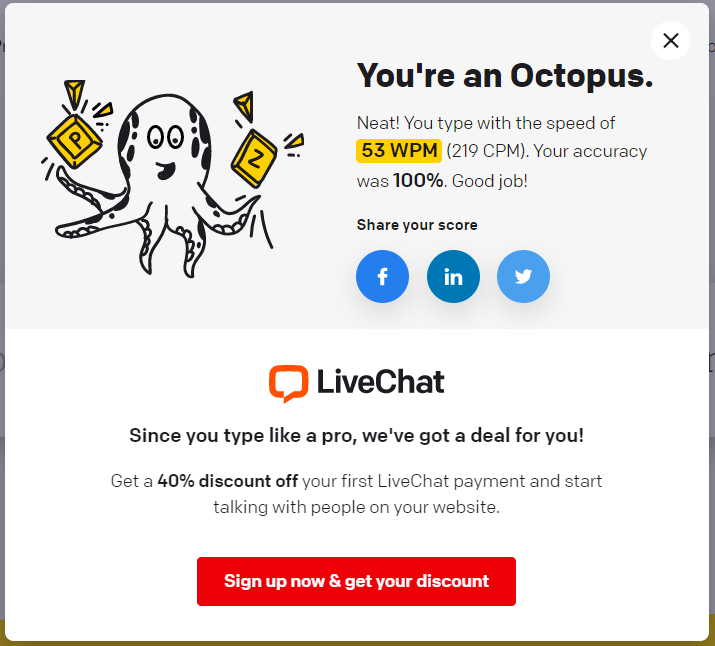 You're an Octopus.
Neat! You type with the speed of
53 WPM (219 CPM). Your accuracy
was 100%. Good job!
Share your score
P
Z
f
in
LiveChat
Since you type like a pro, we've got a deal for you!
Get a 40% discount off your first LiveChat payment and start
talking with people on your website.
Sign up now & get your discount